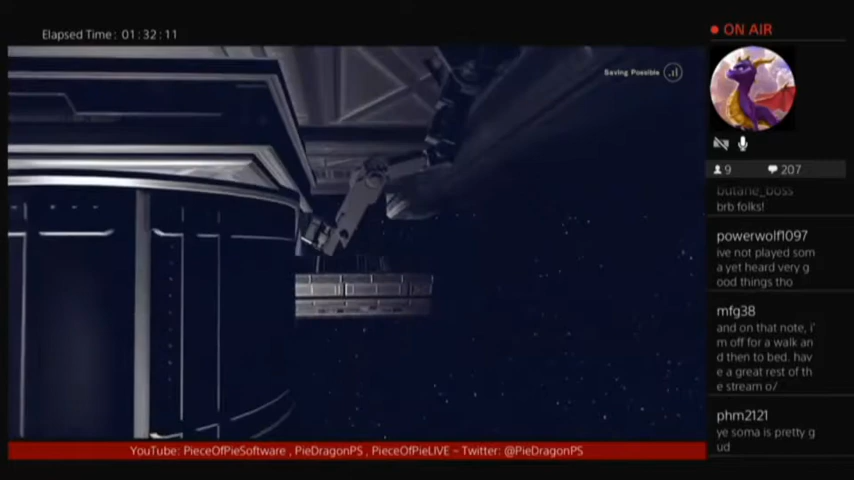 Elapsed Time: 01:32:11
ON AIR
Saving Possible
9 207
butane_boss
brb folks!
powerwolf1097
ive not played som
a yet heard very g
ood things tho
mfg38
and on that note, i'
m off for a walk an
d then to bed. hav
e a great rest of th
e stream o/
phm2121
ye soma is pretty g
ud
YouTube: PieceOfPieSoftware , PieDragonPS , PieceOfPieLIVE - Twitter: @PieDragonPS